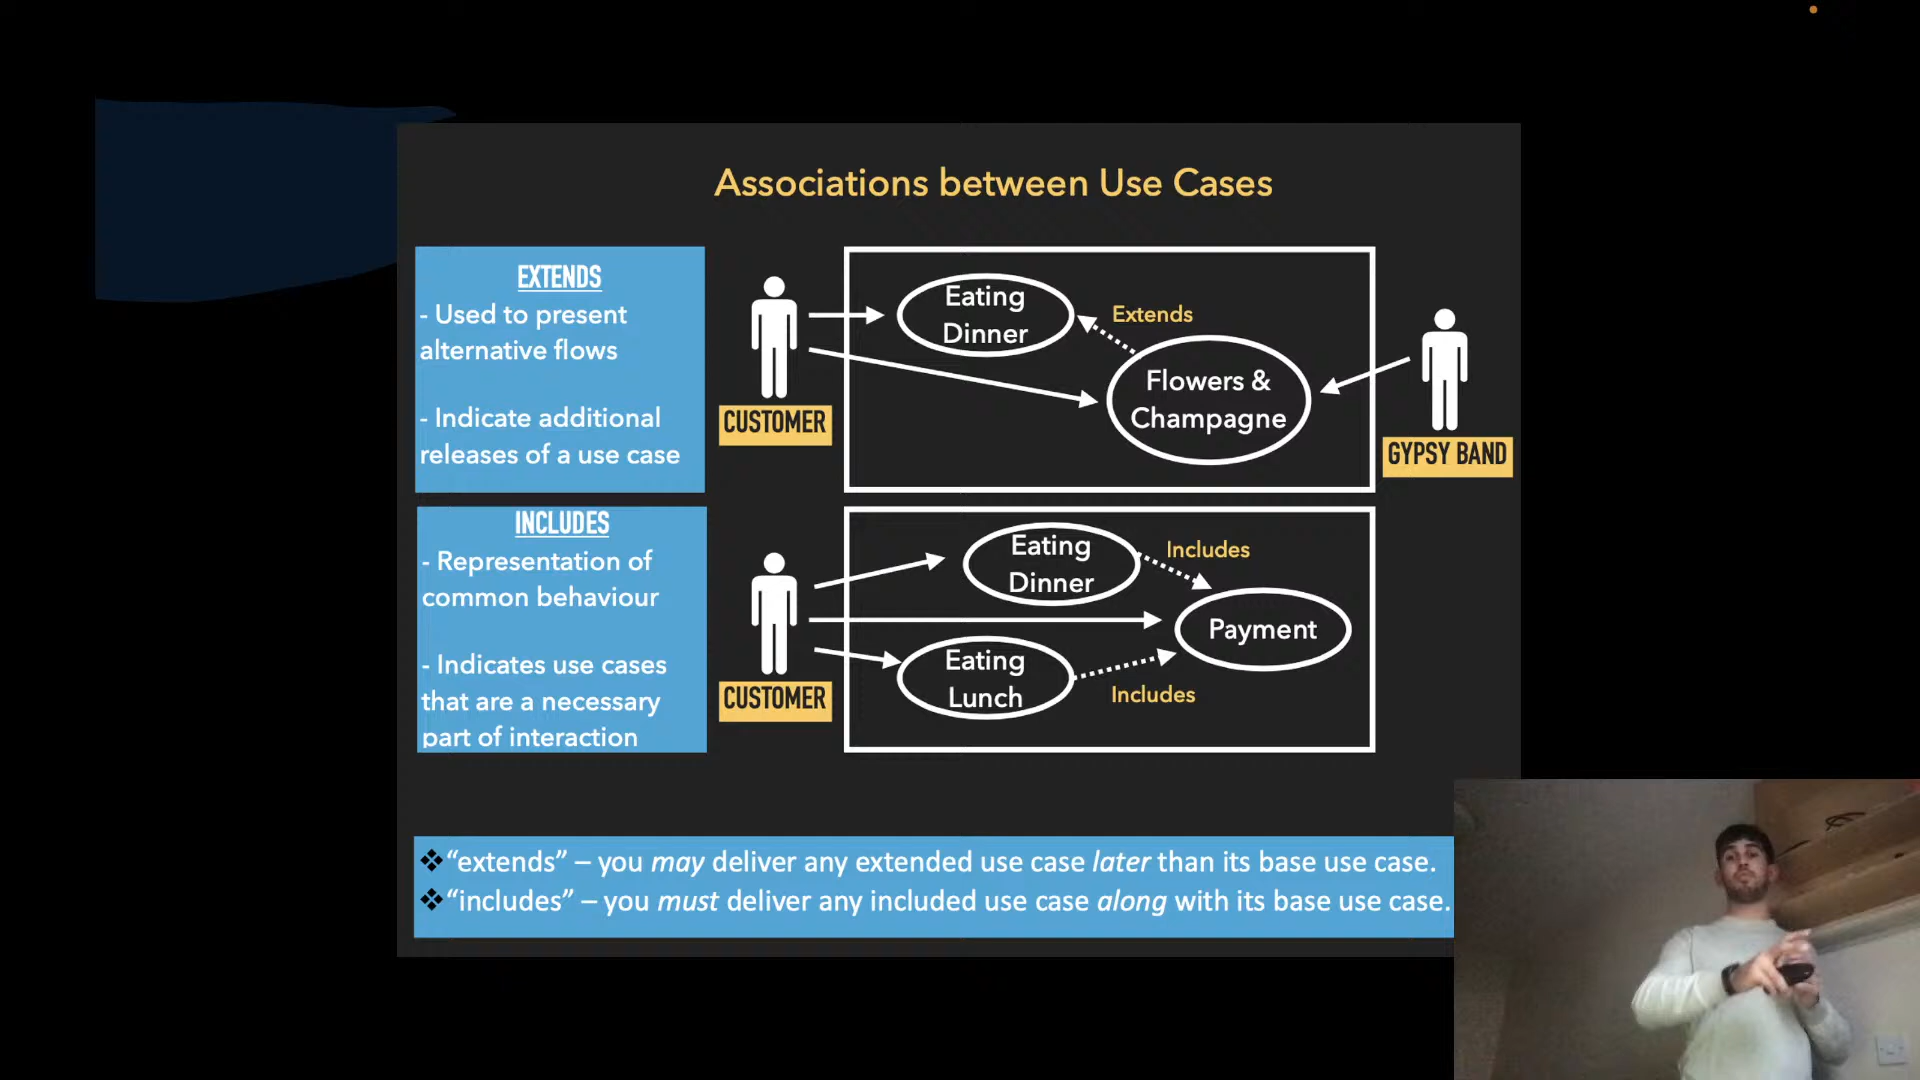 Associations between Use Cases
EXTENDS
- Used to present
alternative flows
- Indicate additional
releases of a use case
Eating
Dinner
Extends
Flowers &
Champagne
CUSTOMER
GYPSY BAND
INCLUDES
- Representation of
common behaviour
- Indicates use cases
that are a necessary
part of interaction
Eating
Dinner
Includes
Payment
Eating
Lunch
Includes
CUSTOMER
❖“extends” – you may deliver any extended use case later than its base use case.
❖“includes” – you must deliver any included use case along with its base use case.